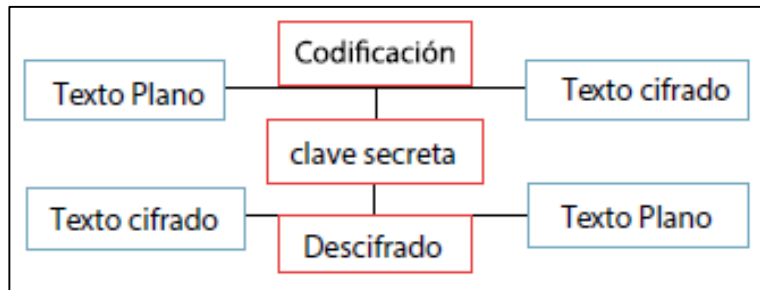 Codificación
Texto Plano
Texto cifrado
clave secreta
Texto cifrado
Texto Plano
Descifrado